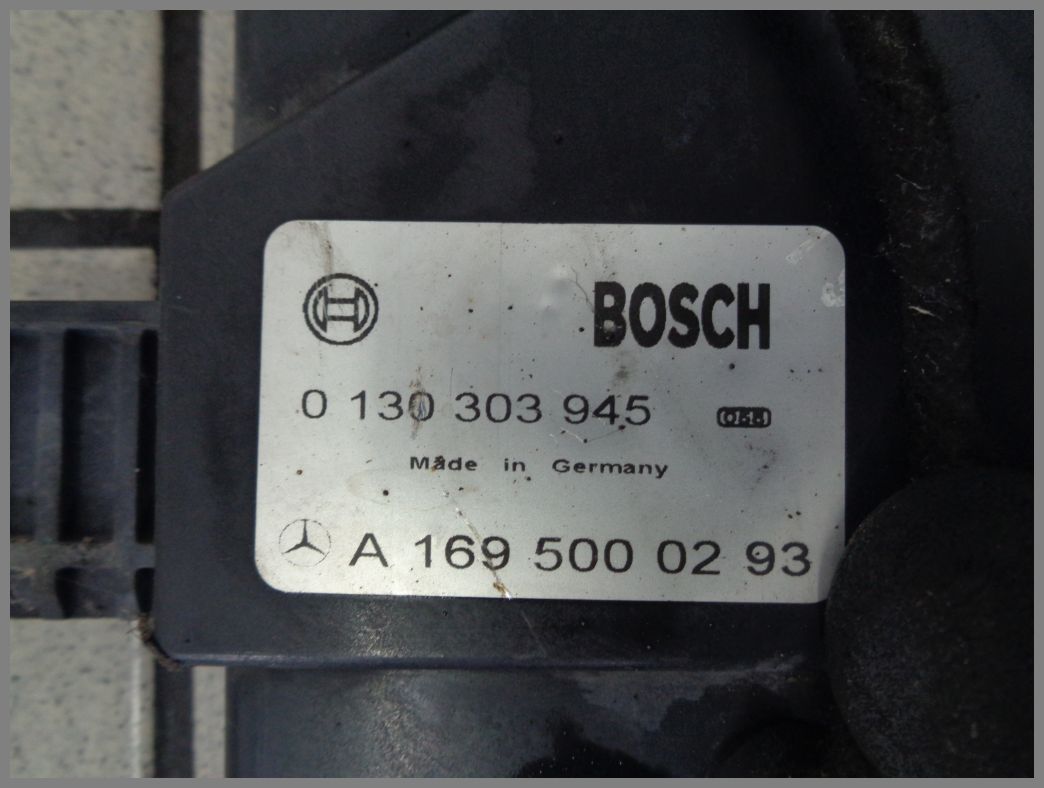 BOSCH
0 130 303 945
Made in Germany
A 169 500 02 93